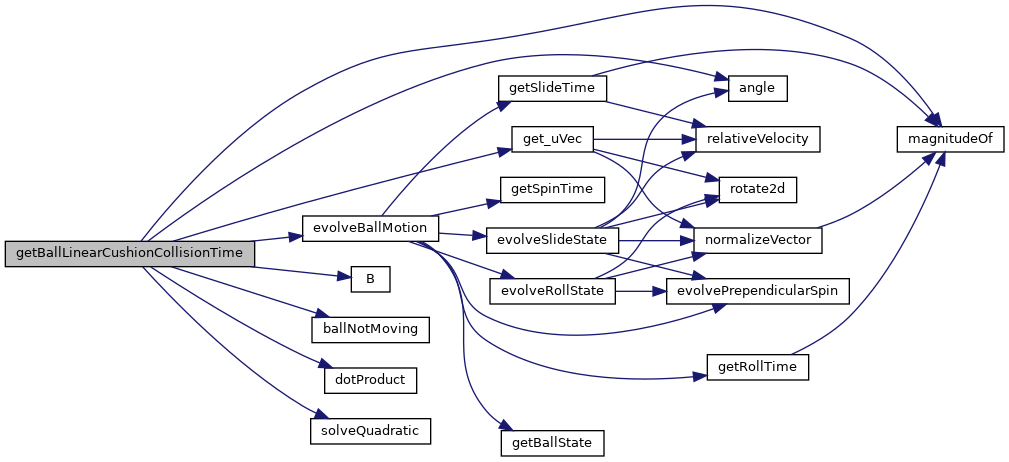 getSlideTime
angle
get_uVec
relativeVelocity
magnitudeOf
getSpinTime
rotate2d
evolveBallMotion
evolveSlideState
normalizeVector
getBallLinearCushionCollisionTime
B
evolveRollState
evolvePrependicularSpin
ballNotMoving
dotProduct
getRollTime
solveQuadratic
getBallState